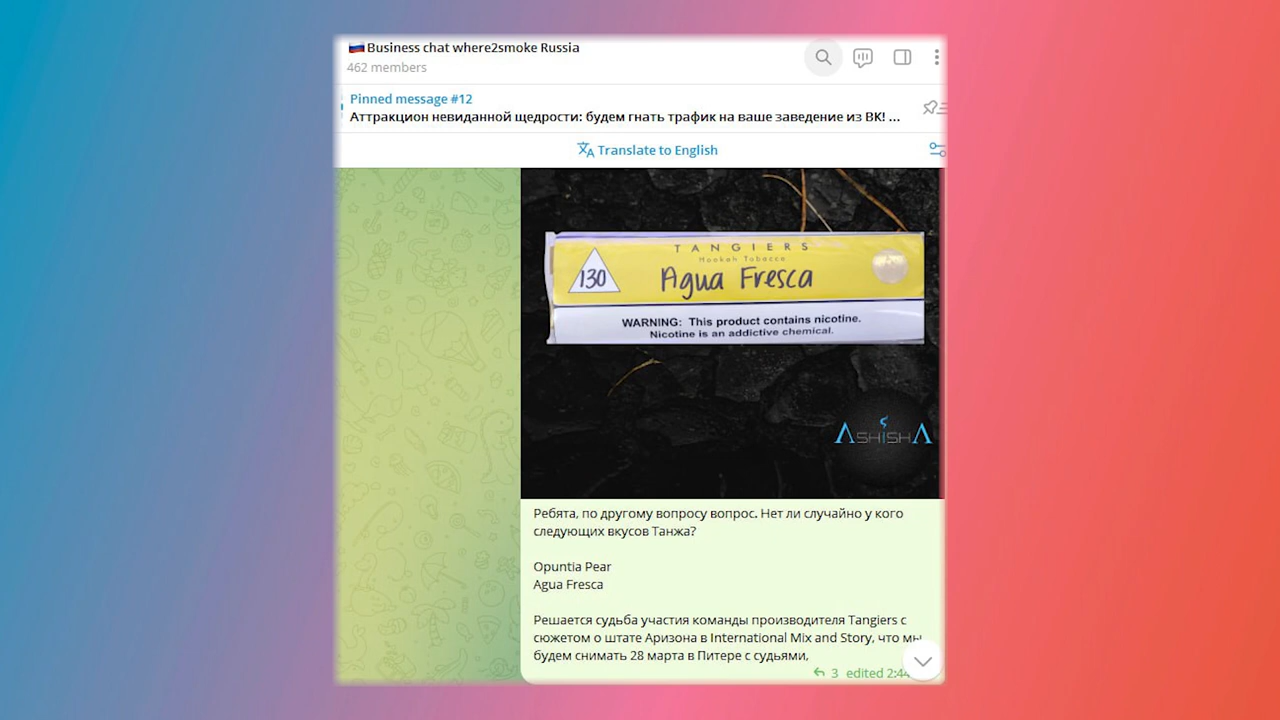 Business chat where2smoke Russia
462 members
Pinned message #12
Аттракцион невиданной щедрости: будем гнать трафик на ваше заведение из ВК! ...
Translate to English
TANGIERS
Hookah Tobacco
130
Agua Fresca
WARNING: This product contains nicotine.
Nicotine is an addictive chemical.
ASHISHA
Ребята, по другому вопросу вопрос. Нет ли случайно у кого
следующих вкусов Танжа?
Opuntia Pear
Agua Fresca
Решается судьба участия команды производителя Tangiers с
сюжетом о штате Аризона в International Mix and Story, что мы
будем снимать 28 марта в Питере с судьями,
3 edited 2:44